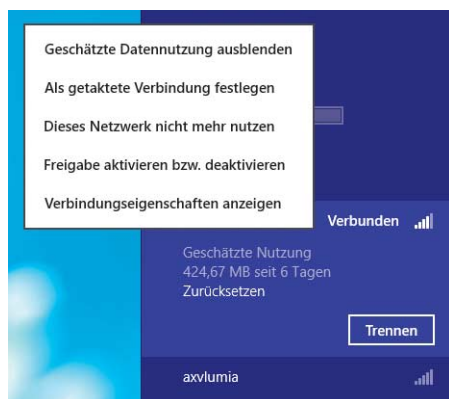 Geschätzte Datennutzung ausblenden
Als getaktete Verbindung festlegen
Dieses Netzwerk nicht mehr nutzen
Freigabe aktivieren bzw. deaktivieren
Verbindungseigenschaften anzeigen
Verbunden
Geschätzte Nutzung
424,67 MB seit 6 Tagen
Zurücksetzen
Trennen
axvlumia